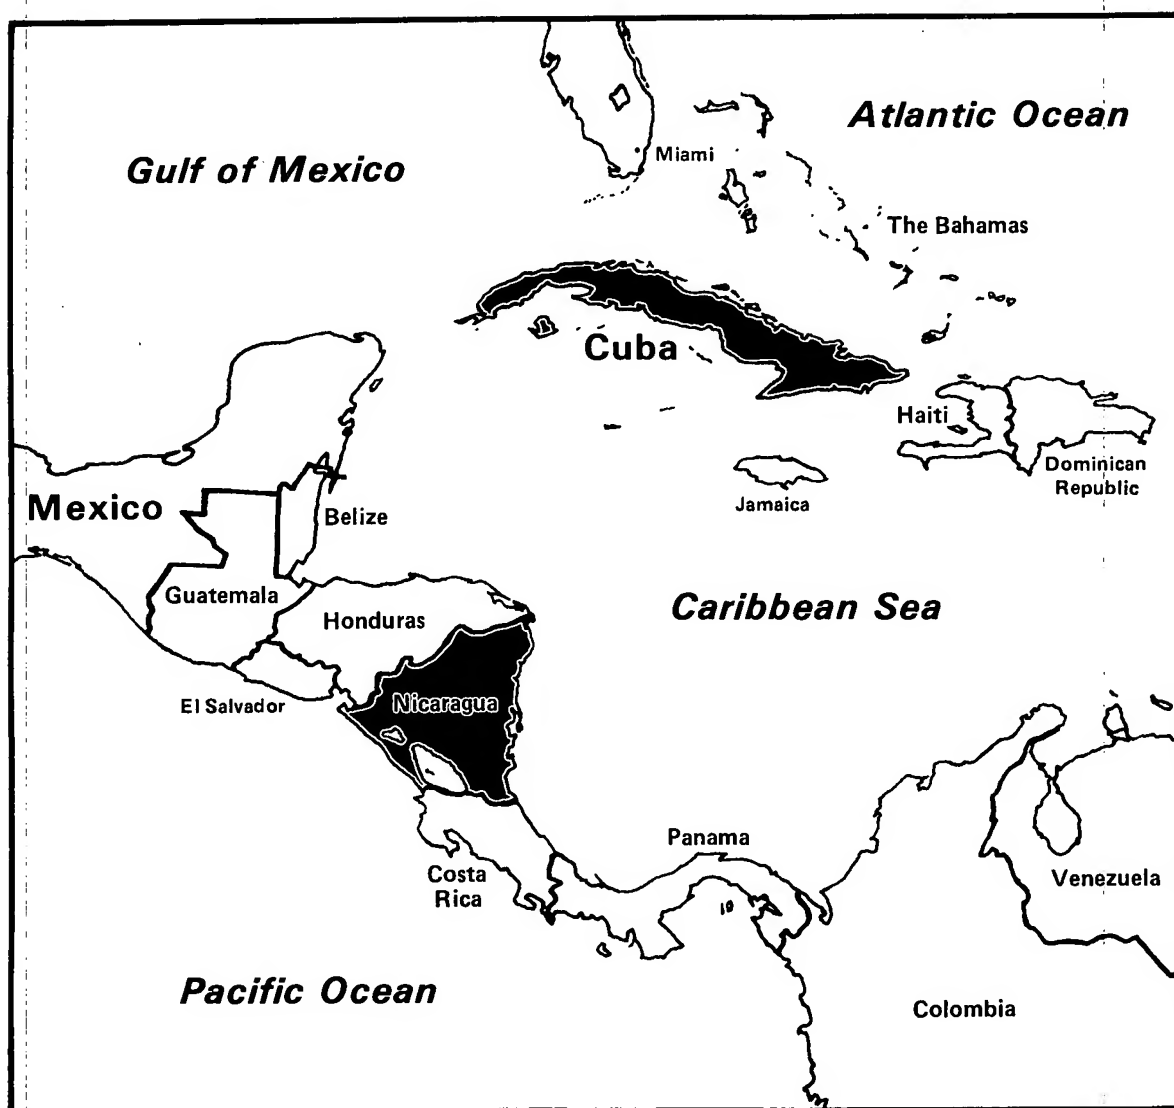 Atlantic Ocean
Gulf of Mexico
Miami
The Bahamas
Cuba
Haiti
Dominican
Republic
Jamaica
Mexico
Belize
Guatemala
Honduras
Caribbean Sea
El Salvador
Nicaragua
Panama
Costa
Rica
Venezuela
Pacific Ocean
Colombia